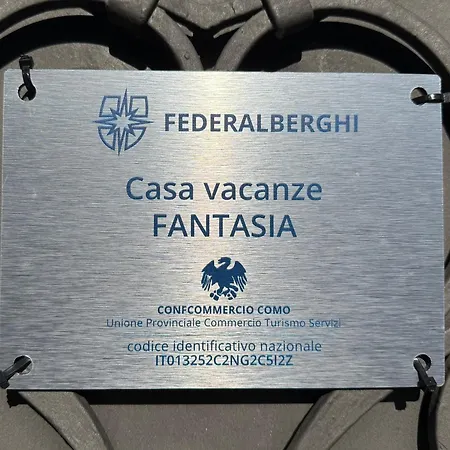 FEDERALBERGHI
Casa vacanze
FANTASIA
CONFCOMMERCIO COMO
Unione Provinciale Commercio Turismo Servizi
codice identificativo nazionale
IT013252C2NG2C5I2Z